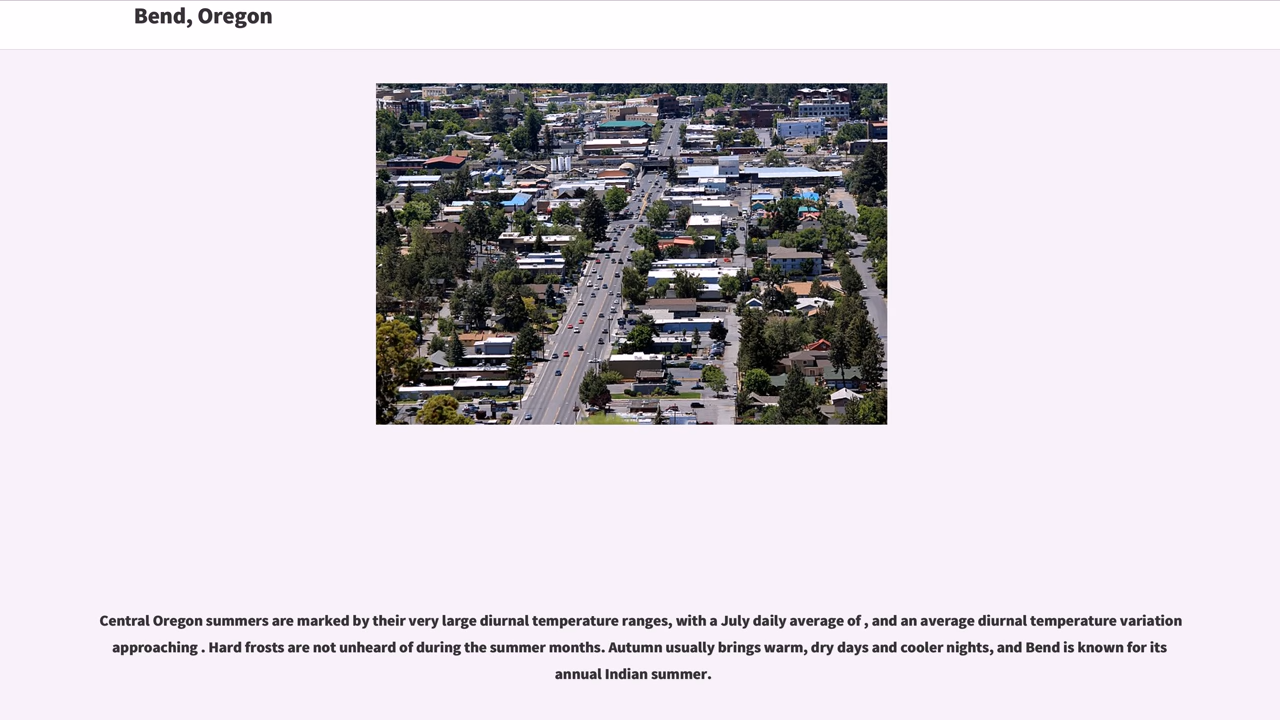 Bend, Oregon
Central Oregon summers are marked by their very large diurnal temperature ranges, with a July daily average of , and an average diurnal temperature variation
approaching . Hard frosts are not unheard of during the summer months. Autumn usually brings warm, dry days and cooler nights, and Bend is known for its
annual Indian summer.